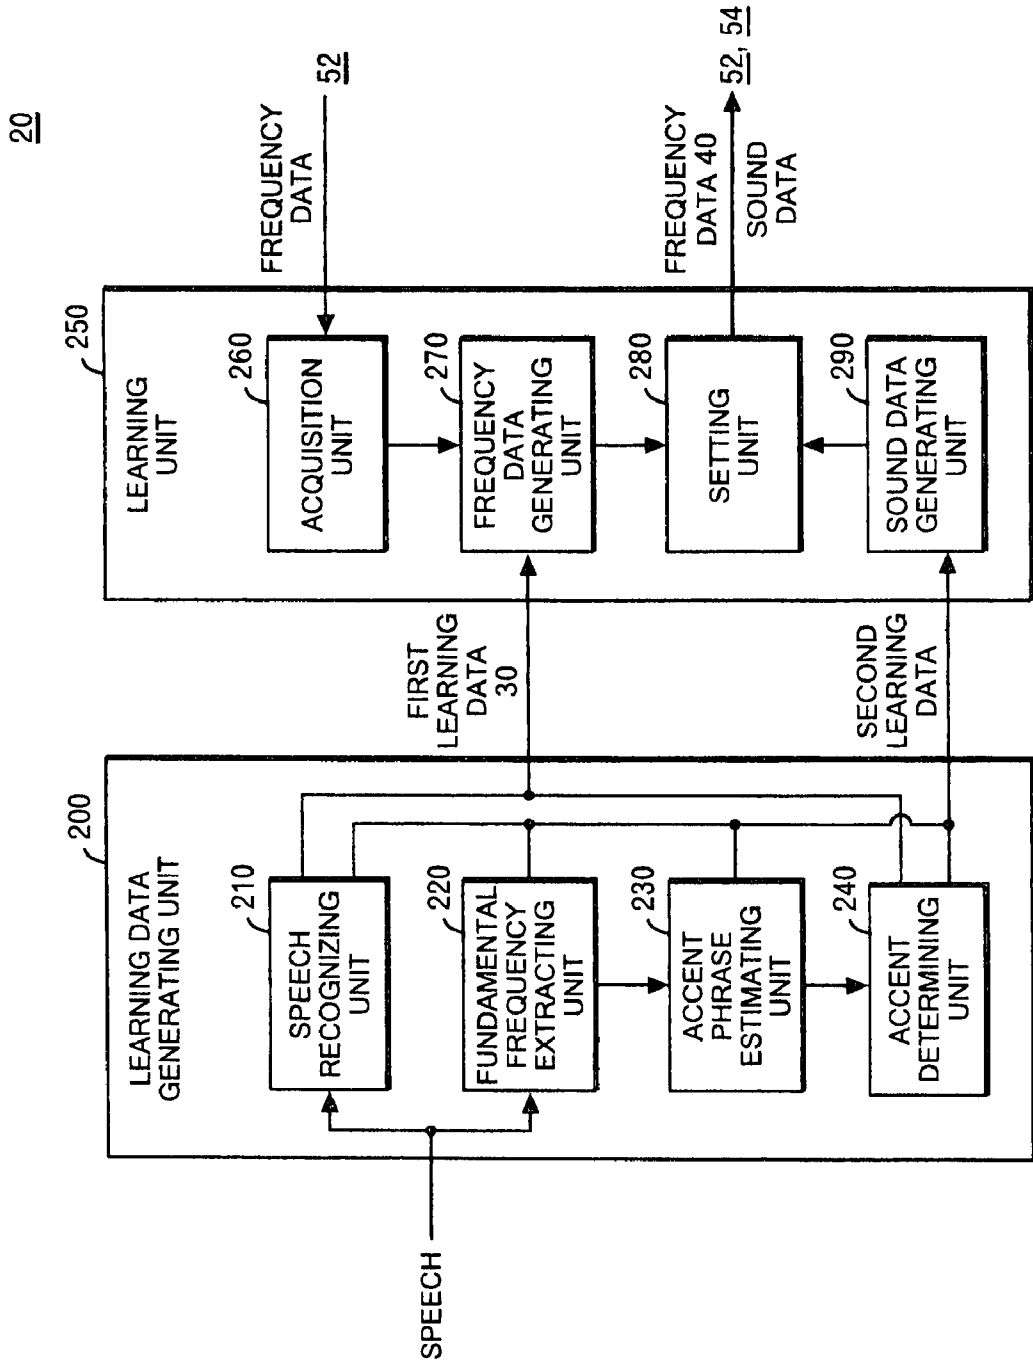 20
LEARNING DATA
GENERATING UNIT
200
SPEECH
SPEECH
RECOGNIZING
UNIT
210
FUNDAMENTAL
FREQUENCY
EXTRACTING
UNIT
220
ACCENT
PHRASE
ESTIMATING
UNIT
230
ACCENT
DETERMINING
UNIT
240
FIRST
LEARNING
DATA
30
SECOND
LEARNING
DATA
LEARNING
UNIT
250
ACQUISITION
UNIT
260
FREQUENCY
DATA
GENERATING
UNIT
270
SETTING
UNIT
280
SOUND DATA
GENERATING
UNIT
290
FREQUENCY
DATA
52
FREQUENCY
DATA 40
SOUND
DATA
52, 54